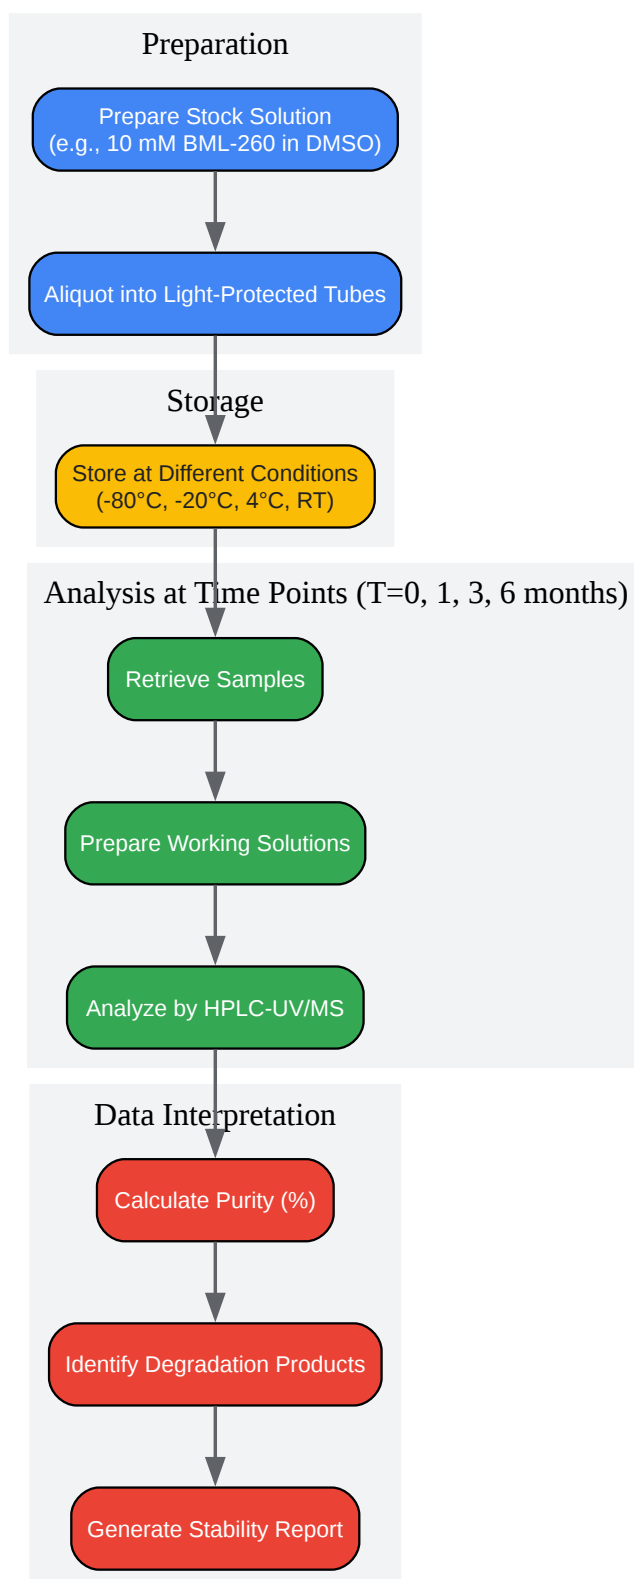 Preparation
Prepare Stock Solution
(e.g., 10 mM BML-260 in DMSO)
Aliquot into Light-Protected Tubes
Storage
Store at Different Conditions
(-80°C, -20°C, 4°C, RT)
Analysis at Time Points (T=0, 1, 3, 6 months)
Retrieve Samples
Prepare Working Solutions
Analyze by HPLC-UV/MS
Data Interpretation
Calculate Purity (%)
Identify Degradation Products
Generate Stability Report